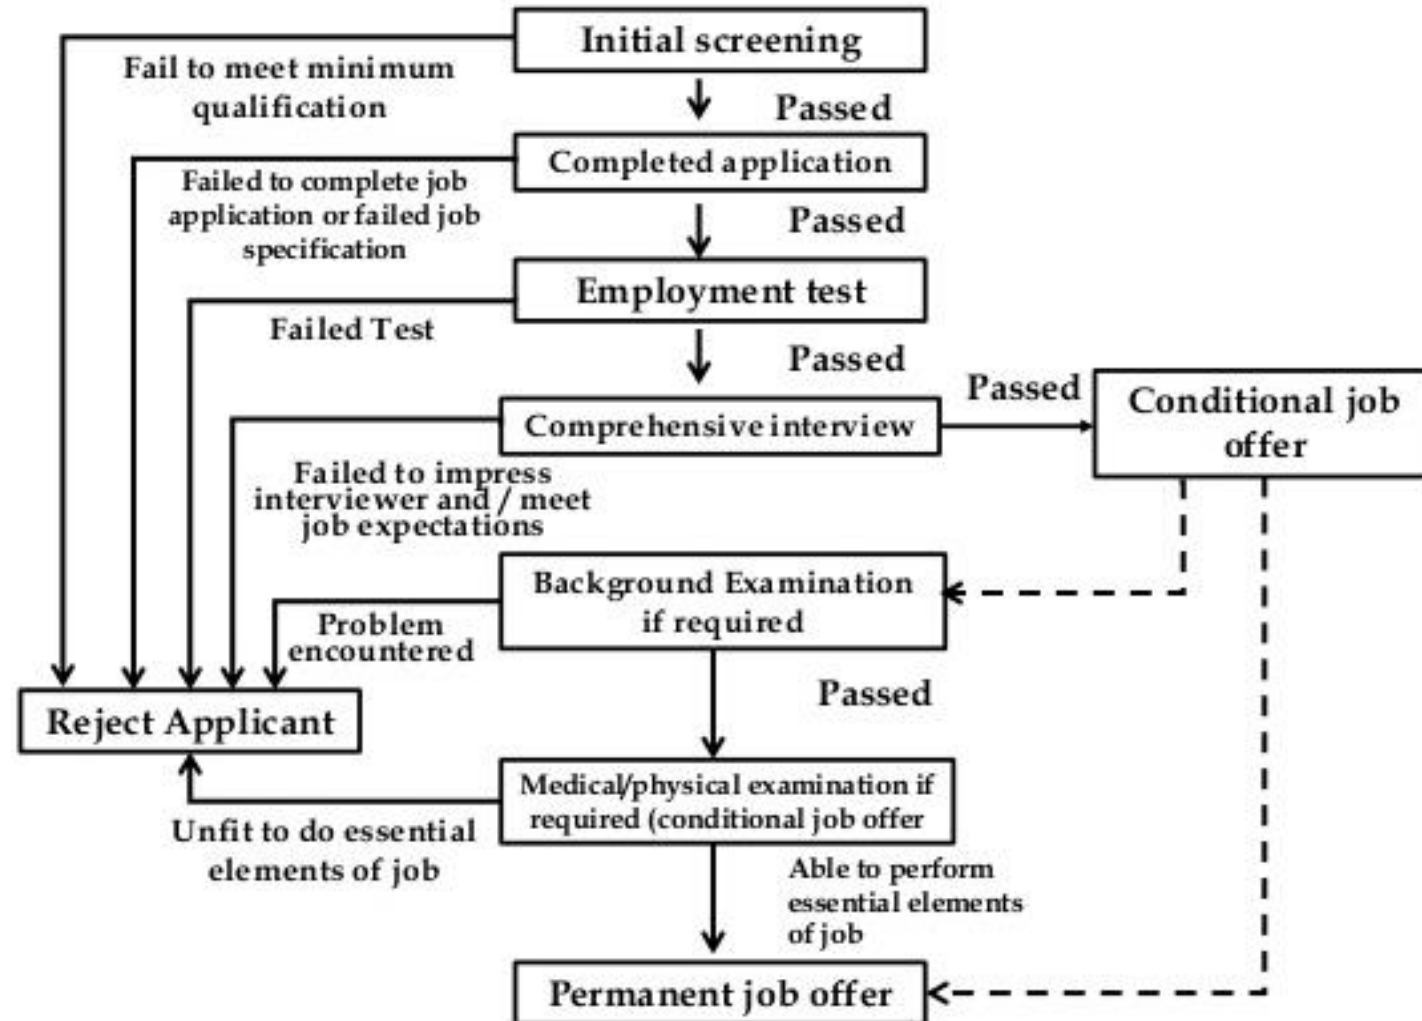 Initial screening
Fail to meet minimum
qualification
Passed
Completed application
Failed to complete job
application or failed job
specification
Passed
Employment test
Failed Test
Passed
Comprehensive interview
Passed
Conditional job
offer
Failed to impress
interviewer and / meet
job expectations
Background Examination
if required
Problem
encountered
Passed
Reject Applicant
Medical/physical examination if
required (conditional job offer
Unfit to do essential
elements of job
Able to perform
essential elements
of job
Permanent job offer